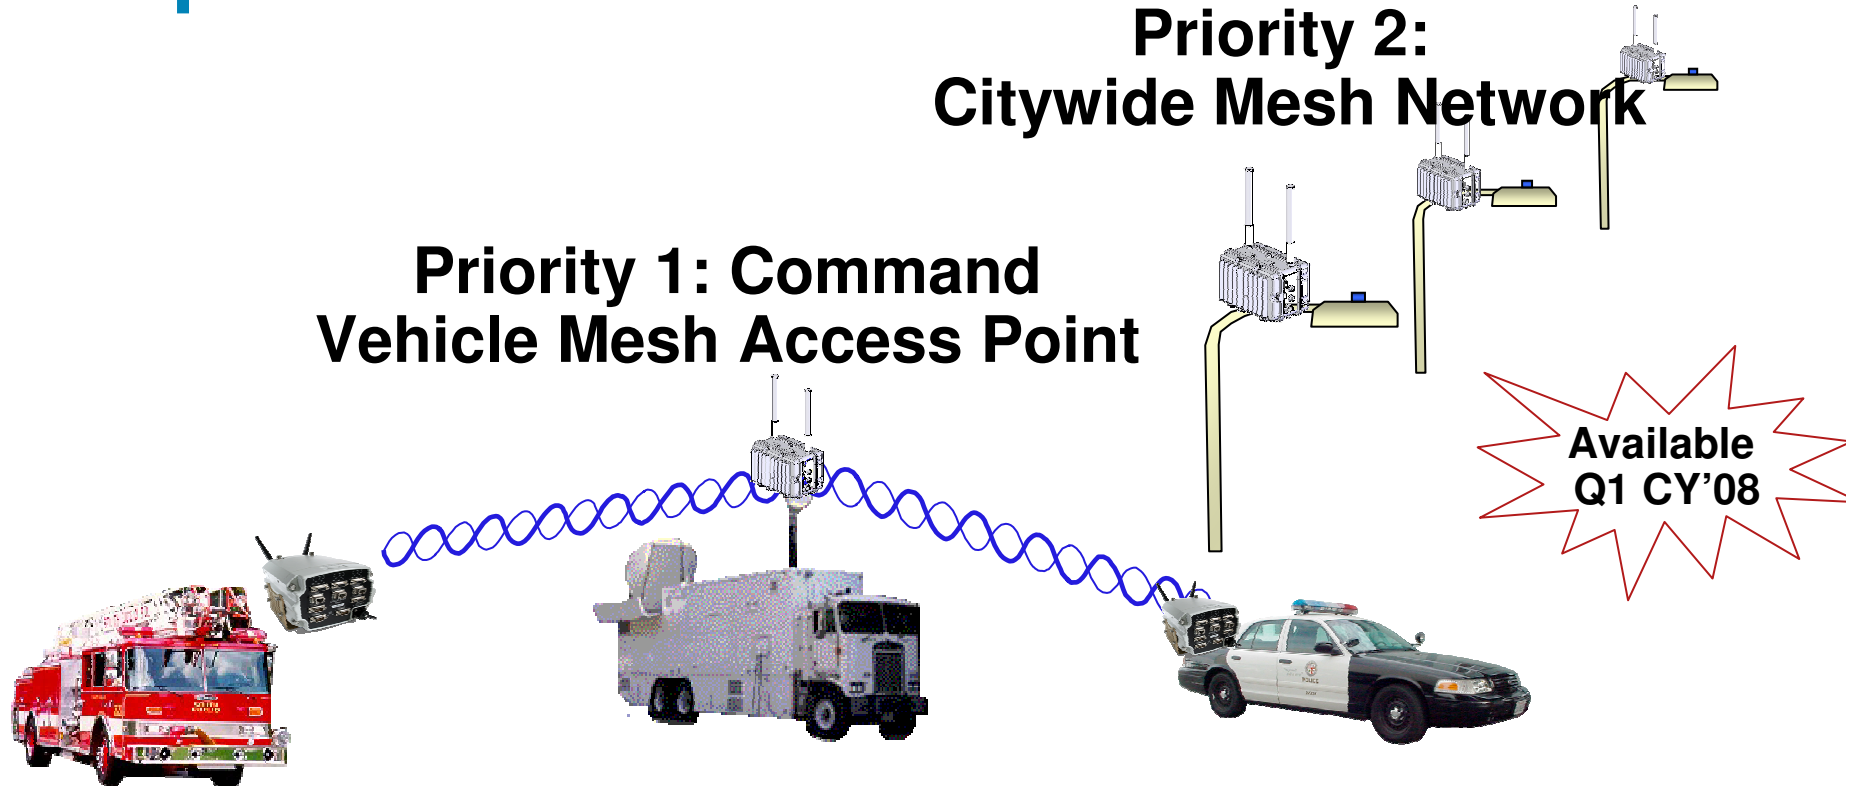 Priority 2:
Citywide Mesh Network
Priority 1: Command
Vehicle Mesh Access Point
Available
Q1 CY’08